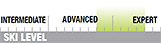 INTERMEDIATE ADVANCED EXPERT
SKI LEVEL